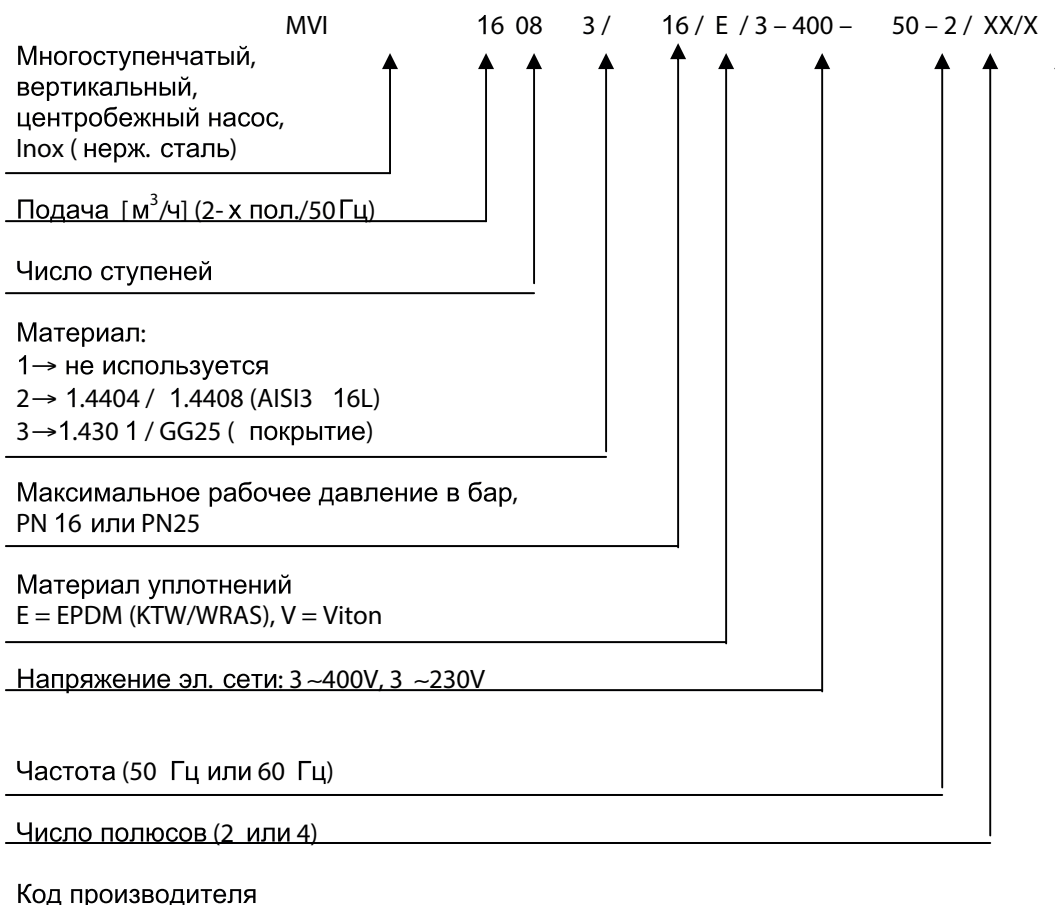 MVI 16 08 3 / 16 / E / 3 – 400 – 50 – 2 / XX/X
Многоступенчатый,
вертикальный,
центробежный насос,
Inox ( нерж. сталь)
Подача [м³/ч] (2- х пол./50 Гц)
Число ступеней
Материал:
1→ не используется
2→ 1.4404 / 1.4408 (AISI3 16L)
3→1.430 1 / GG25 ( покрытие)
Максимальное рабочее давление в бар,
PN 16 или PN25
Материал уплотнений
E = EPDM (KTW/WRAS), V = Viton
Напряжение эл. сети: 3 ~400V, 3 ~230V
Частота (50 Гц или 60 Гц)
Число полюсов (2 или 4)
Код производителя